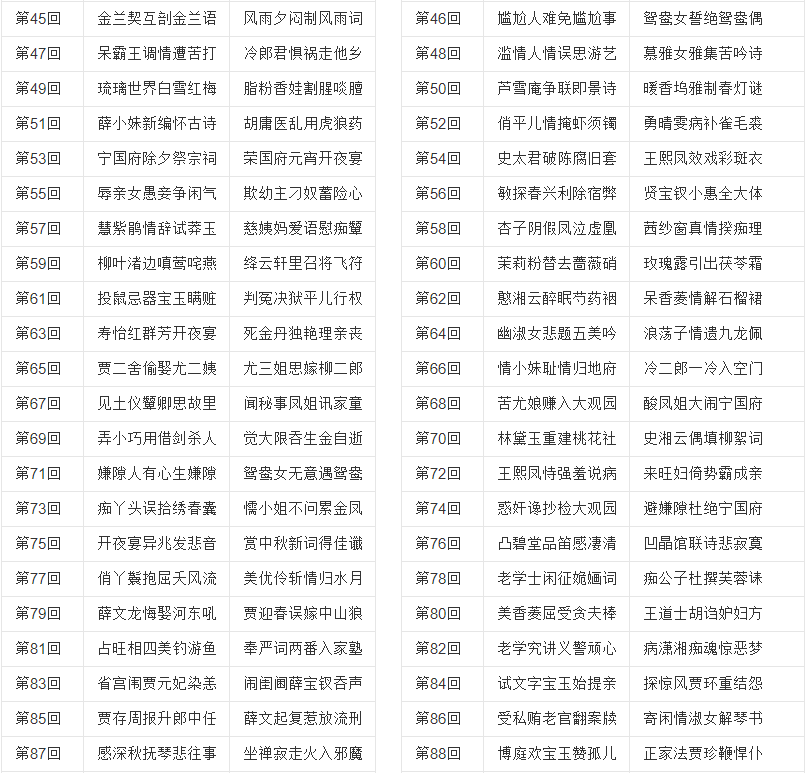 第45回 金兰契互剖金兰语 风雨夕闷制风雨词 第46回 尴尬人难免尴尬事 鸳鸯女誓绝鸳鸯偶
第47回 呆霸王调情遭苦打 冷郎君惧祸走他乡 第48回 滥情人情误思游艺 慕雅女雅集苦吟诗
第49回 琉璃世界白雪红梅 脂粉香娃割腥啖膻 第50回 芦雪庵争联即景诗 暖香坞雅制春灯谜
第51回 薛小妹新编怀古诗 胡庸医乱用虎狼药 第52回 俏平儿情掩虾须镯 勇晴雯病补雀毛裘
第53回 宁国府除夕祭宗祠 荣国府元宵开夜宴 第54回 史太君破陈腐旧套 王熙凤效戏彩斑衣
第55回 辱亲女愚妾争闲气 欺幼主刁奴蓄险心 第56回 敏探春兴利除宿弊 贤宝钗小惠全大体
第57回 慧紫鹃情辞试莽玉 慈姨妈爱语慰痴颦 第58回 杏子阴假凤泣虚凰 茜纱窗真情揆痴理
第59回 柳叶渚边嗔莺咤燕 绛云轩里召将飞符 第60回 茉莉粉替去蔷薇硝 玫瑰露引出茯苓霜
第61回 投鼠忌器宝玉瞒赃 判冤决狱平儿行权 第62回 憨湘云醉眠芍药裀 呆香菱情解石榴裙
第63回 寿怡红群芳开夜宴 死金丹独艳理亲丧 第64回 幽淑女悲题五美吟 浪荡子情遗九龙佩
第65回 贾二舍偷娶尤二姨 尤三姐思嫁柳二郎 第66回 情小妹耻情归地府 冷二郎一冷入空门
第67回 见土仪颦卿思故里 闻秘事凤姐讯家童 第68回 苦尤娘赚入大观园 酸凤姐大闹宁国府
第69回 弄小巧用借剑杀人 觉大限吞生金自逝 第70回 林黛玉重建桃花社 史湘云偶填柳絮词
第71回 嫌隙人有心生嫌隙 鸳鸯女无意遇鸳鸯 第72回 王熙凤恃强羞说病 来旺妇倚势霸成亲
第73回 痴丫头误拾绣春囊 懦小姐不问累金凤 第74回 惑奸谗抄检大观园 避嫌隙杜绝宁国府
第75回 开夜宴异兆发悲音 赏中秋新词得佳谶 第76回 凸碧堂品笛感凄清 凹晶馆联诗悲寂寞
第77回 俏丫鬟抱屈夭风流 美优伶斩情归水月 第78回 老学士闲征姽婳词 痴公子杜撰芙蓉诔
第79回 薛文龙悔娶河东吼 贾迎春误嫁中山狼 第80回 美香菱屈受贪夫棒 王道士胡诌妒妇方
第81回 占旺相四美钓游鱼 奉严词两番入家塾 第82回 老学究讲义警顽心 病潇湘痴魂惊恶梦
第83回 省宫闱贾元妃染恙 闹闺阃薛宝钗吞声 第84回 试文字宝玉始提亲 探惊风贾环重结怨
第85回 贾存周报升郎中任 薛文起复惹放流刑 第86回 受私贿老官翻案牍 寄闲情淑女解琴书
第87回 感深秋抚琴悲往事 坐禅寂走火入邪魔 第88回 博庭欢宝玉赞孤儿 正家法贾珍鞭悍仆